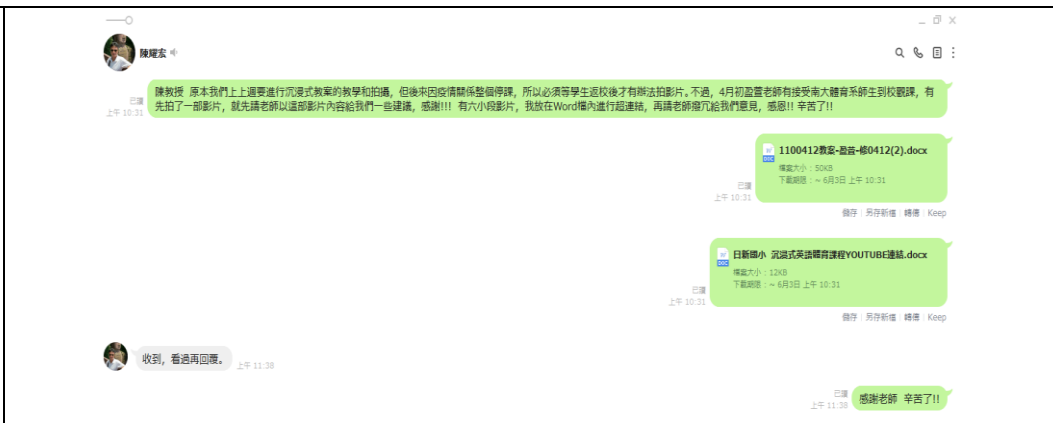 陳耀宏
陳教授 原本我們上上週要進行沉浸式教案的教學和拍攝，但後來因疫情關係整個停課，所以必須等學生返校後才有辦法拍影片。不過，4月初盈萱老師有接受南大體育系師生到校觀課，有
先拍了一部影片，就先請老師以這部影片內容給我們一些建議，感謝!!! 有六小段影片，我放在Word檔內進行超連結，再請老師撥冗給我們意見，感恩!! 辛苦了!!
已讀
上午 10:31
1100412教案-盈萱-修0412(2).docx
檔案大小：50KB
下載期限：~ 6月3日 上午 10:31
已讀
上午 10:31
儲存 | 另存新檔 | 轉傳 | Keep
日新國小 沉浸式英語體育課程YOUTUBE連結.docx
檔案大小：12KB
下載期限：~ 6月3日 上午 10:31
已讀
上午 10:31
儲存 | 另存新檔 | 轉傳 | Keep
收到，看過再回覆。
上午 11:38
感謝老師 辛苦了!!
已讀
上午 11:38